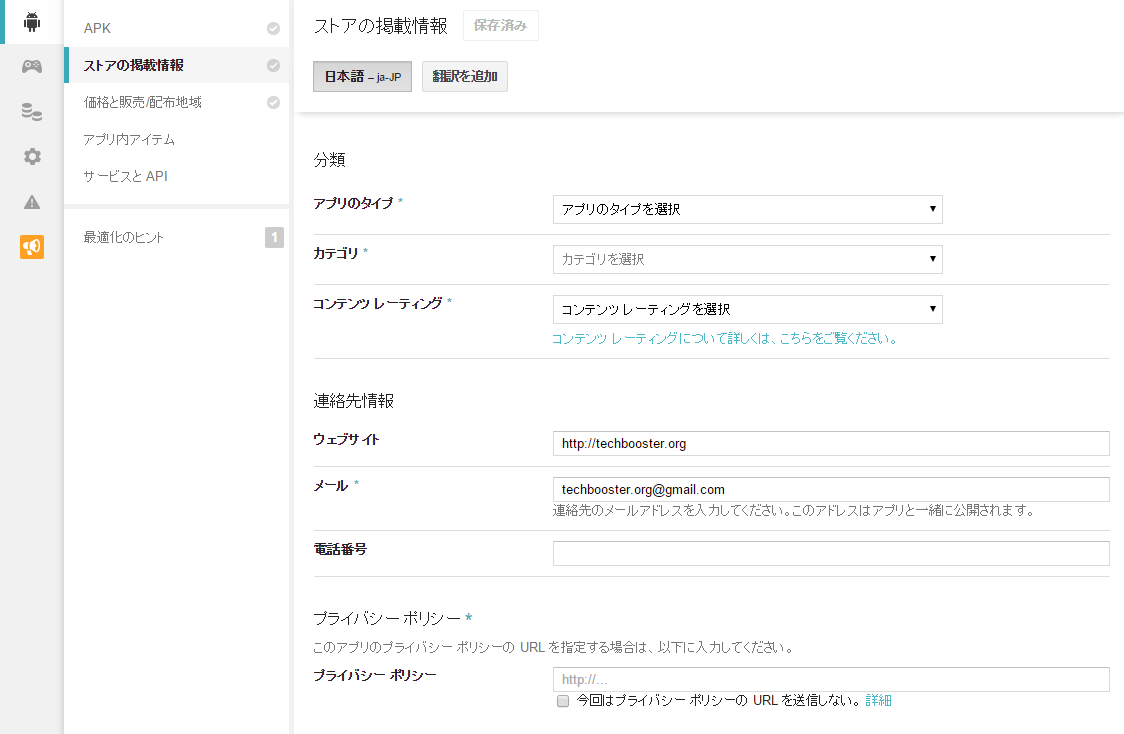 APK
ストアの掲載情報
価格と販売/配布地域
アプリ内アイテム
サービスと API
最適化のヒント 1
ストアの掲載情報 保存済み
日本語 – ja-JP 翻訳を追加
分類
アプリのタイプ * アプリのタイプを選択
カテゴリ * カテゴリを選択
コンテンツ レーティング * コンテンツ レーティングを選択
コンテンツ レーティングについて詳しくは、こちらをご覧ください。
連絡先情報
ウェブサイト http://techbooster.org
メール * techbooster.org@gmail.com
連絡先のメールアドレスを入力してください。このアドレスはアプリと一緒に公開されます。
電話番号
プライバシー ポリシー *
このアプリのプライバシー ポリシーの URL を指定する場合は、以下に入力してください。
プライバシー ポリシー http://...
今回はプライバシー ポリシーの URL を送信しない。 詳細